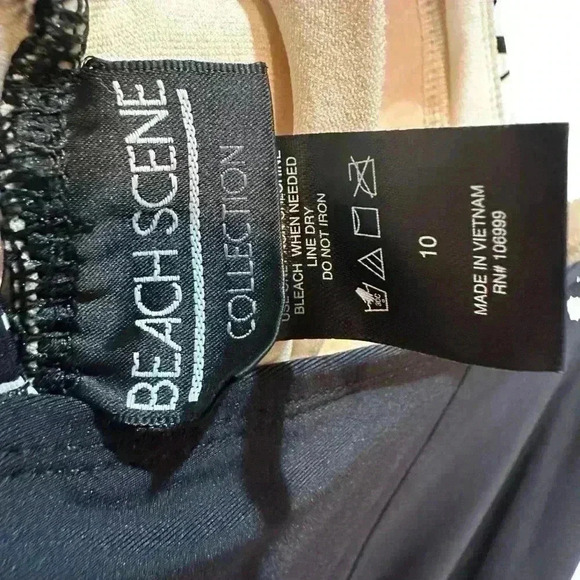 BEACH SCENE
COLLECTION
BLEACH WHEN NEEDED
LINE DRY
DO NOT IRON
10
MADE IN VIETNAM
RN# 106999